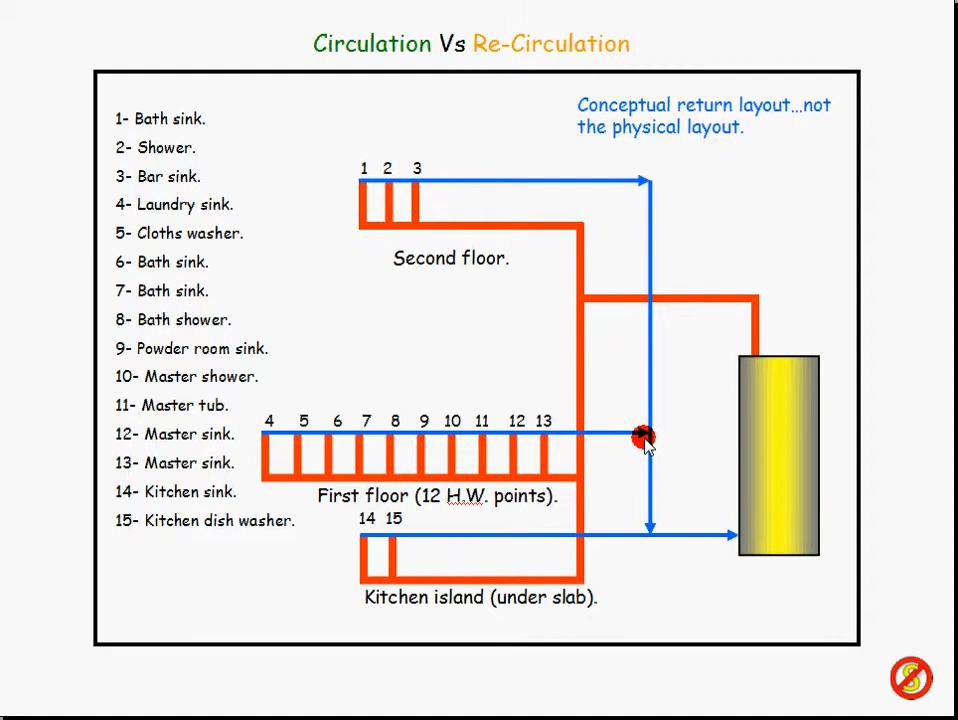 Circulation Vs Re-Circulation
Conceptual return layout...not
the physical layout.
1- Bath sink.
2- Shower.
3- Bar sink.
4- Laundry sink.
5- Cloths washer.
6- Bath sink.
7- Bath sink.
8- Bath shower.
9- Powder room sink.
10- Master shower.
11- Master tub.
12- Master sink.
13- Master sink.
14- Kitchen sink.
15- Kitchen dish washer.
1 2 3
Second floor.
4 5 6 7 8 9 10 11 12 13
First floor (12 H.W. points).
14 15
Kitchen island (under slab).
S